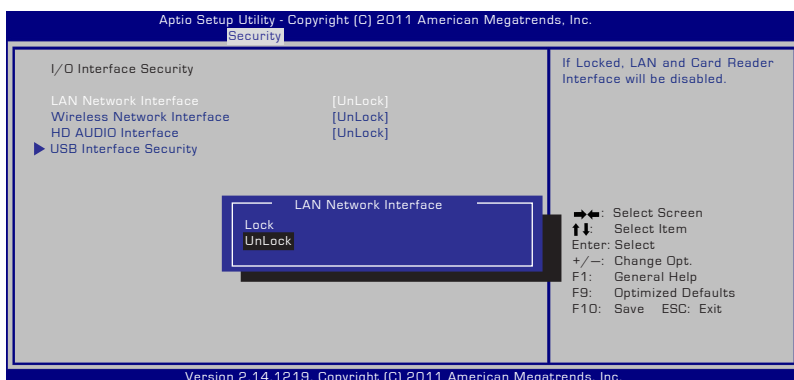 Aptio Setup Utility - Copyright (C) 2011 American Megatrends, Inc.
Security
I/O Interface Security
LAN Network Interface [UnLock]
Wireless Network Interface [UnLock]
HD AUDIO Interface [UnLock]
USB Interface Security
If Locked, LAN and Card Reader
Interface will be disabled.
LAN Network Interface
Lock
UnLock
→←: Select Screen
↑↓: Select Item
Enter: Select
+/—: Change Opt.
F1: General Help
F9: Optimized Defaults
F10: Save ESC: Exit
Version 2.14.1219. Copyright (C) 2011 American Megatrends, Inc.